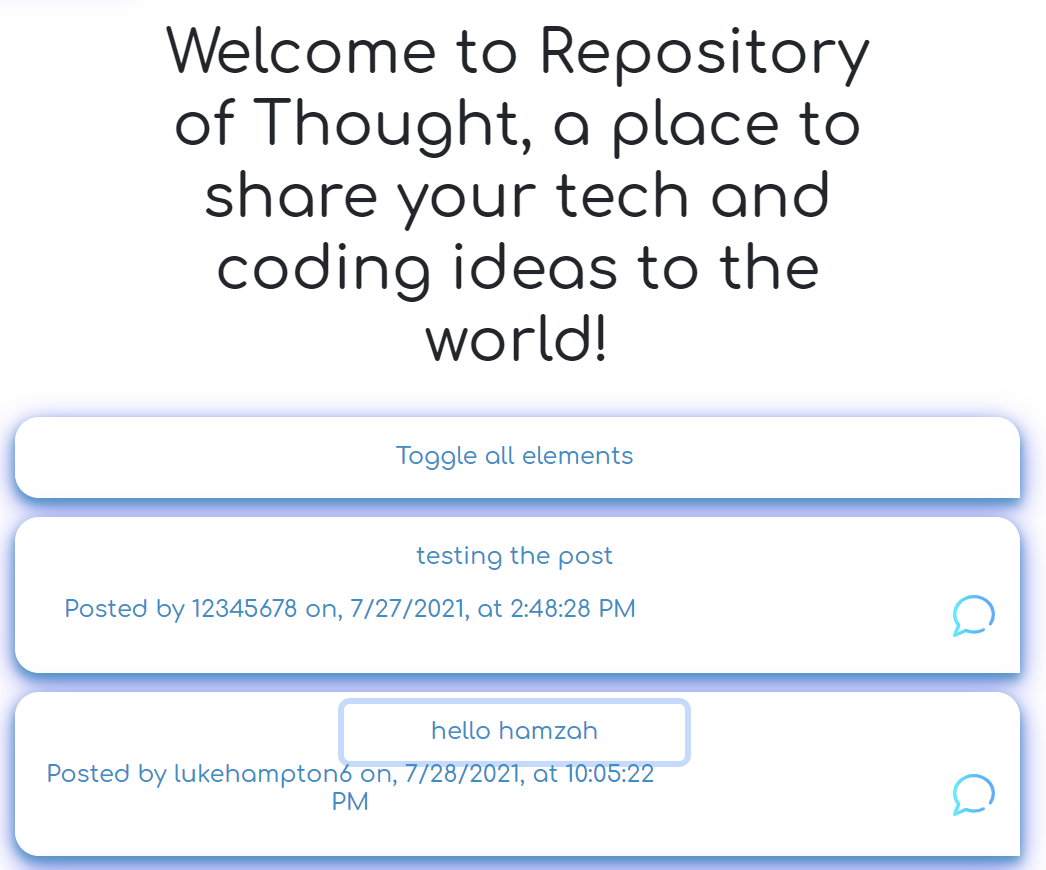 Welcome to Repository
of Thought, a place to
share your tech and
coding ideas to the
world!
Toggle all elements
testing the post
Posted by 12345678 on, 7/27/2021, at 2:48:28 PM
hello hamzah
Posted by lukehampton6 on, 7/28/2021, at 10:05:22
PM